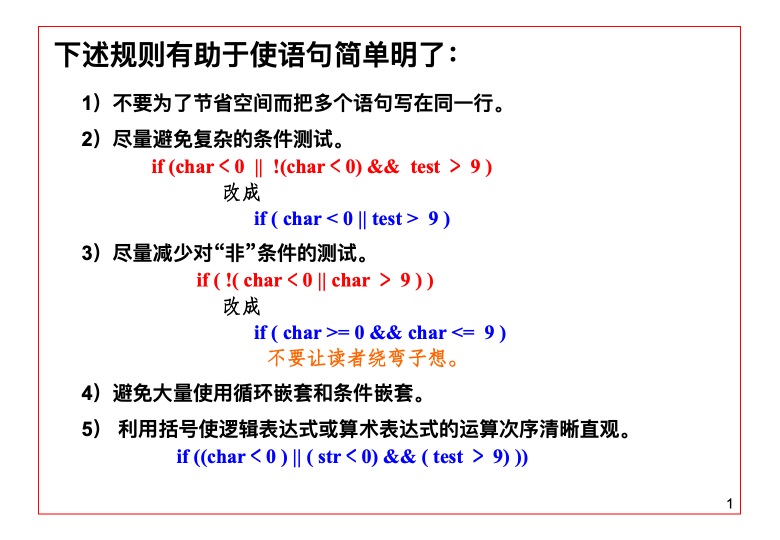 下述规则有助于使语句简单明了：
1）不要为了节省空间而把多个语句写在同一行。
2）尽量避免复杂的条件测试。
if (char < 0 || !(char < 0) && test > 9 )
改成
if ( char < 0 || test > 9 )
3）尽量减少对“非”条件的测试。
if ( !( char < 0 || char > 9 ) )
改成
if ( char >= 0 && char <= 9 )
不要让读者绕弯子想。
4）避免大量使用循环嵌套和条件嵌套。
5） 利用括号使逻辑表达式或算术表达式的运算次序清晰直观。
if ((char < 0 ) || ( str < 0) && ( test > 9) ))
1